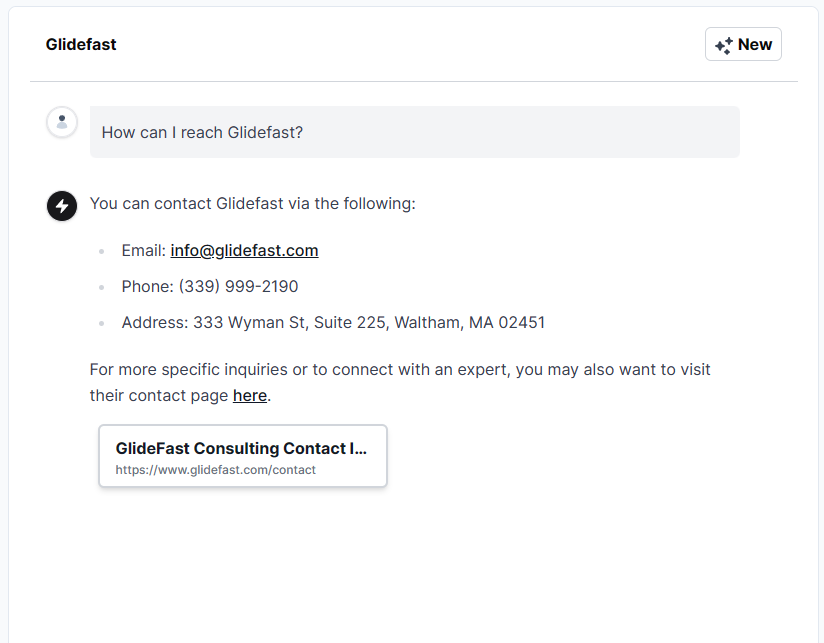 Glidefast
New
How can I reach Glidefast?
You can contact Glidefast via the following:
Email: info@glidefast.com
Phone: (339) 999-2190
Address: 333 Wyman St, Suite 225, Waltham, MA 02451
For more specific inquiries or to connect with an expert, you may also want to visit
their contact page here.
GlideFast Consulting Contact I...
https://www.glidefast.com/contact